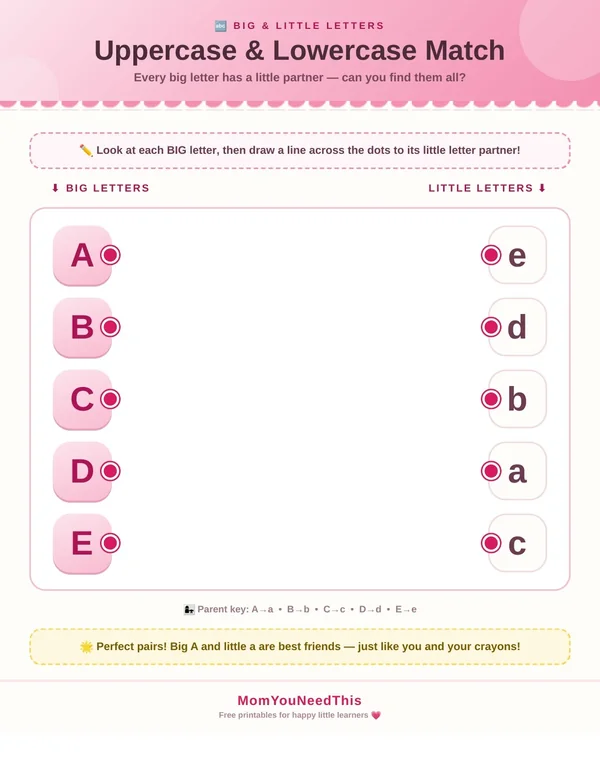 🔤 BIG & LITTLE LETTERS
Uppercase & Lowercase Match
Every big letter has a little partner — can you find them all?
✏️ Look at each BIG letter, then draw a line across the dots to its little letter partner!
⬇ BIG LETTERS LITTLE LETTERS ⬇
A e
B d
C b
D a
E c
👩‍👧 Parent key: A→a • B→b • C→c • D→d • E→e
🌟 Perfect pairs! Big A and little a are best friends — just like you and your crayons!
MomYouNeedThis
Free printables for happy little learners 💗